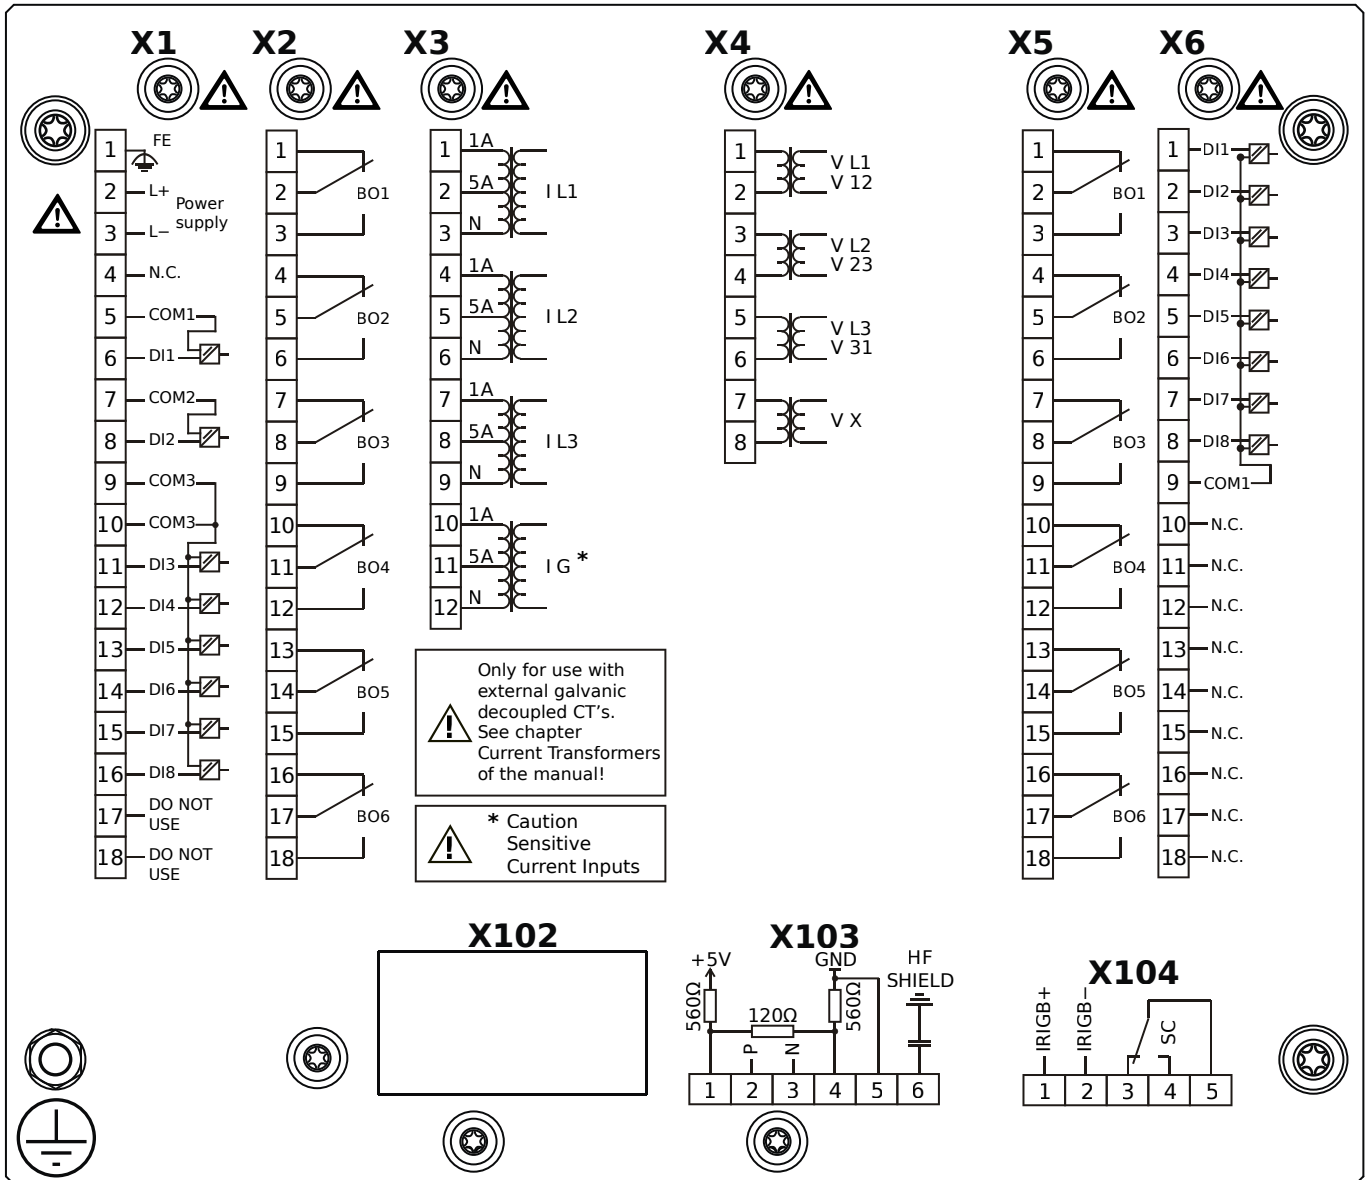 X1
X2
X3
X4
X5
X6
1 FE
2 L+
Power
supply
3 L−
4 N.C.
5 COM1
6 DI1
7 COM2
8 DI2
9 COM3
10 COM3
11 DI3
12 DI4
13 DI5
14 DI6
15 DI7
16 DI8
17 DO NOT
USE
18 DO NOT
USE
1
2 BO1
3
4
5 BO2
6
7
8 BO3
9
10
11 BO4
12
13
14 BO5
15
16
17 BO6
18
1 1A
2 5A I L1
3 N
4 1A
5 5A I L2
6 N
7 1A
8 5A I L3
9 N
10 1A
11 5A I G *
12 N
Only for use with
external galvanic
decoupled CT's.
See chapter
Current Transformers
of the manual!
* Caution
Sensitive
Current Inputs
1 V L1
2 V 12
3 V L2
4 V 23
5 V L3
6 V 31
7 V X
8
1
2 BO1
3
4
5 BO2
6
7
8 BO3
9
10
11 BO4
12
13
14 BO5
15
16
17 BO6
18
1 DI1
2 DI2
3 DI3
4 DI4
5 DI5
6 DI6
7 DI7
8 DI8
9 COM1
10 N.C.
11 N.C.
12 N.C.
13 N.C.
14 N.C.
15 N.C.
16 N.C.
17 N.C.
18 N.C.
X102
X103
+5V
GND
HF
SHIELD
560Ω
120Ω
560Ω
P
N
1 2 3 4 5 6
X104
IRIGB+
IRIGB−
SC
1 2 3 4 5